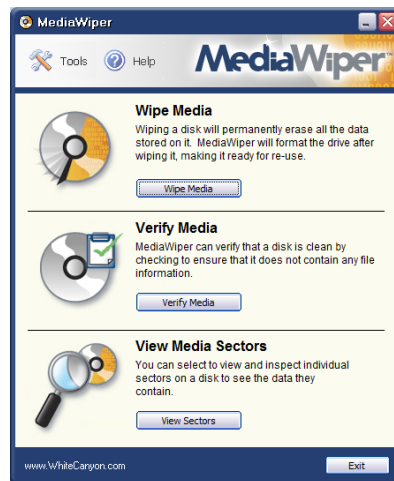 MediaWiper
Tools
Help
MediaWiper
Wipe Media
Wiping a disk will permanently erase all the data
stored on it. MediaWiper will format the drive after
wiping it, making it ready for re-use.
Wipe Media
Verify Media
MediaWiper can verify that a disk is clean by
checking to ensure that it does not contain any file
information.
Verify Media
View Media Sectors
You can select to view and inspect individual
sectors on a disk to see the data they
contain.
View Sectors
www.WhiteCanyon.com
Exit